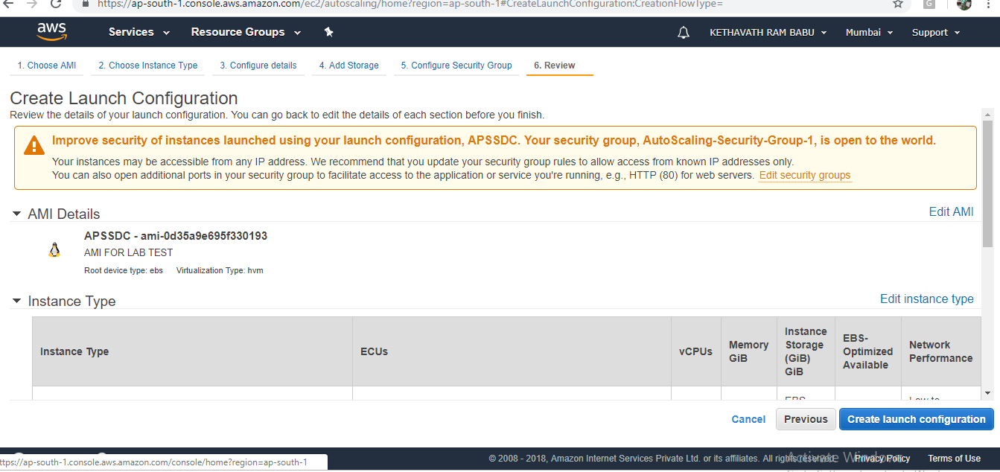 https://ap-south-1.console.aws.amazon.com/ec2/autoscaling/home?region=ap-south-1#CreateLaunchConfiguration:CreationFlowType=
aws Services Resource Groups KETHAVATH RAM BABU Mumbai Support
1. Choose AMI 2. Choose Instance Type 3. Configure details 4. Add Storage 5. Configure Security Group 6. Review
Create Launch Configuration
Review the details of your launch configuration. You can go back to edit the details of each section before you finish.
Improve security of instances launched using your launch configuration, APSSDC. Your security group, AutoScaling-Security-Group-1, is open to the world.
Your instances may be accessible from any IP address. We recommend that you update your security group rules to allow access from known IP addresses only.
You can also open additional ports in your security group to facilitate access to the application or service you're running, e.g., HTTP (80) for web servers. Edit security groups
AMI Details Edit AMI
APSSDC - ami-0d35a9e695f330193
AMI FOR LAB TEST
Root device type: ebs Virtualization Type: hvm
Instance Type Edit instance type
Instance Type ECUs vCPUs Memory GiB Instance Storage (GiB) GiB EBS-Optimized Available Network Performance
EBS Low to
Cancel Previous Create launch configuration
© 2008 - 2018, Amazon Internet Services Private Ltd. or its affiliates. All rights reserved. Privacy Policy Terms of Use
Activate Windows
ttps://ap-south-1.console.aws.amazon.com/console/home?region=ap-south-1